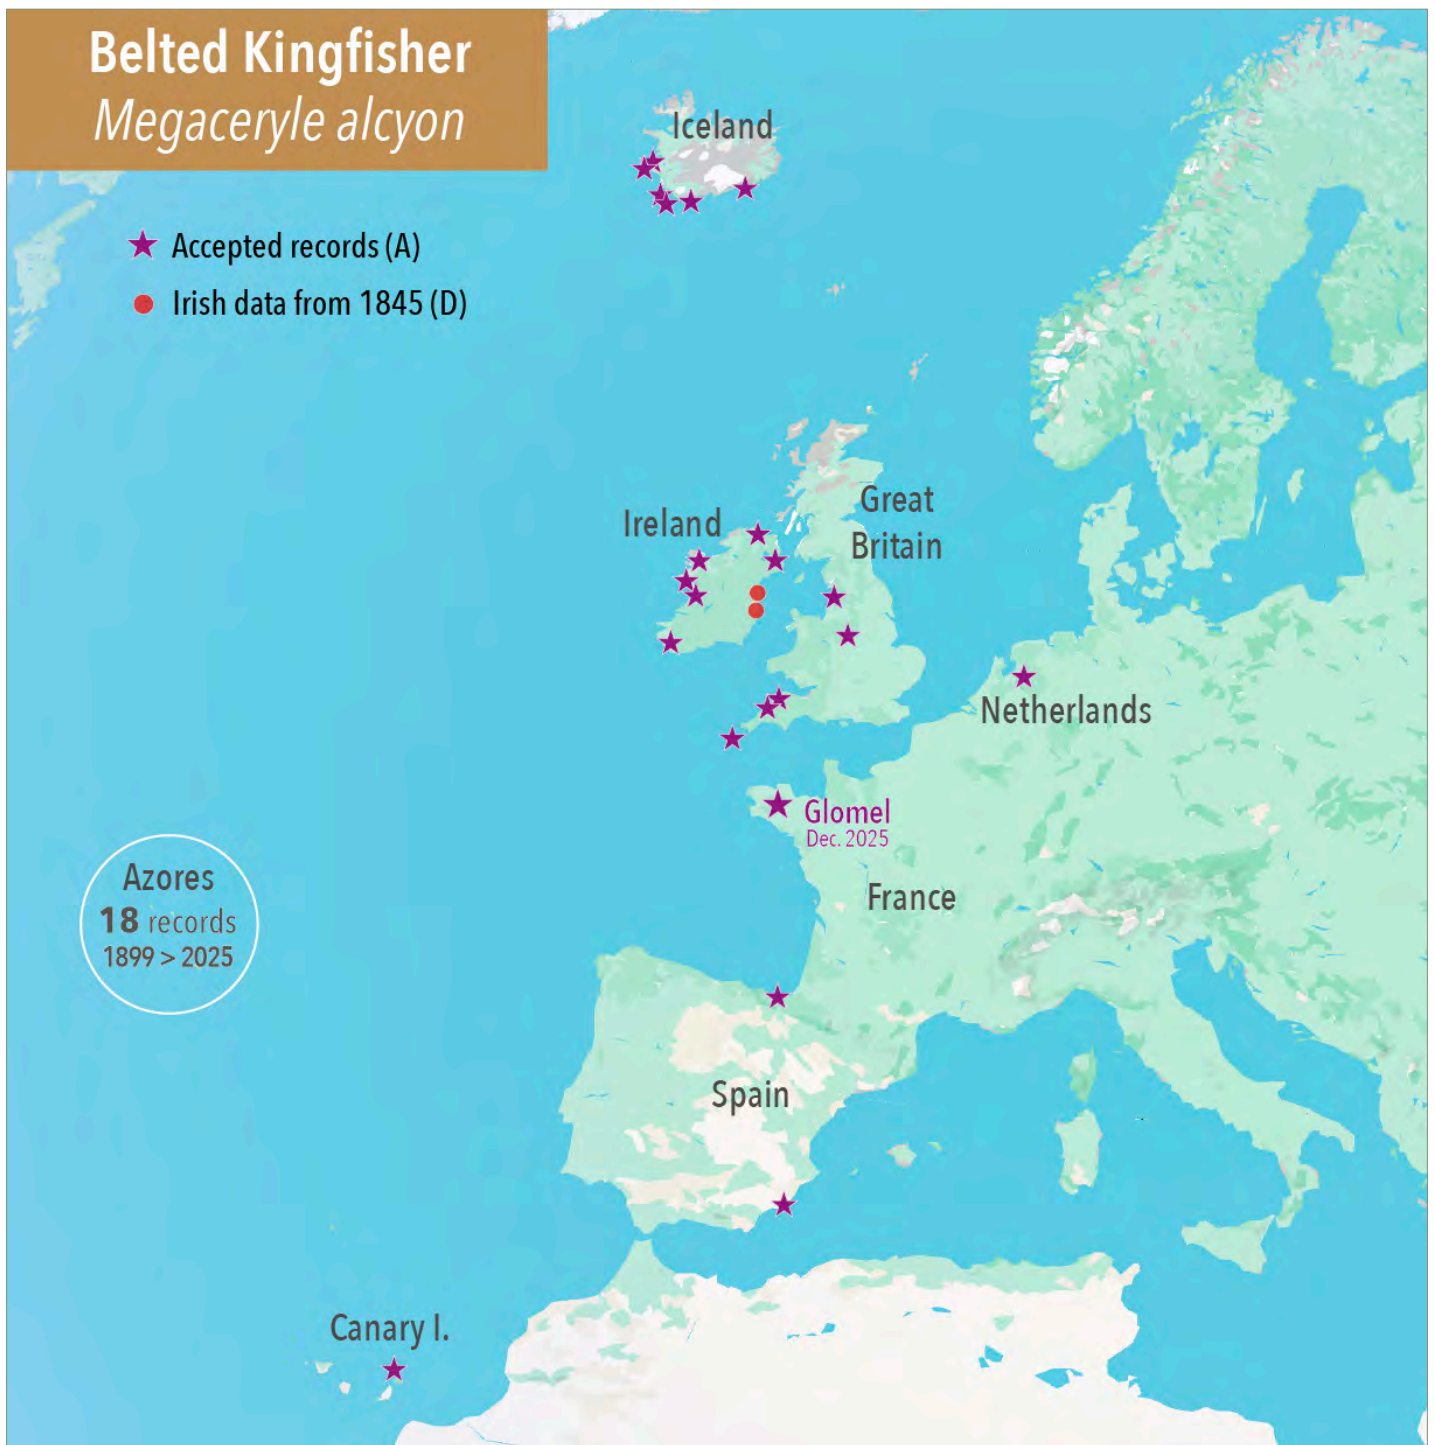 Belted Kingfisher
Megaceryle alcyon
Iceland
Accepted records (A)
Irish data from 1845 (D)
Great
Britain
Ireland
Netherlands
Glomel
Dec. 2025
Azores
18 records
1899 > 2025
France
Spain
Canary I.